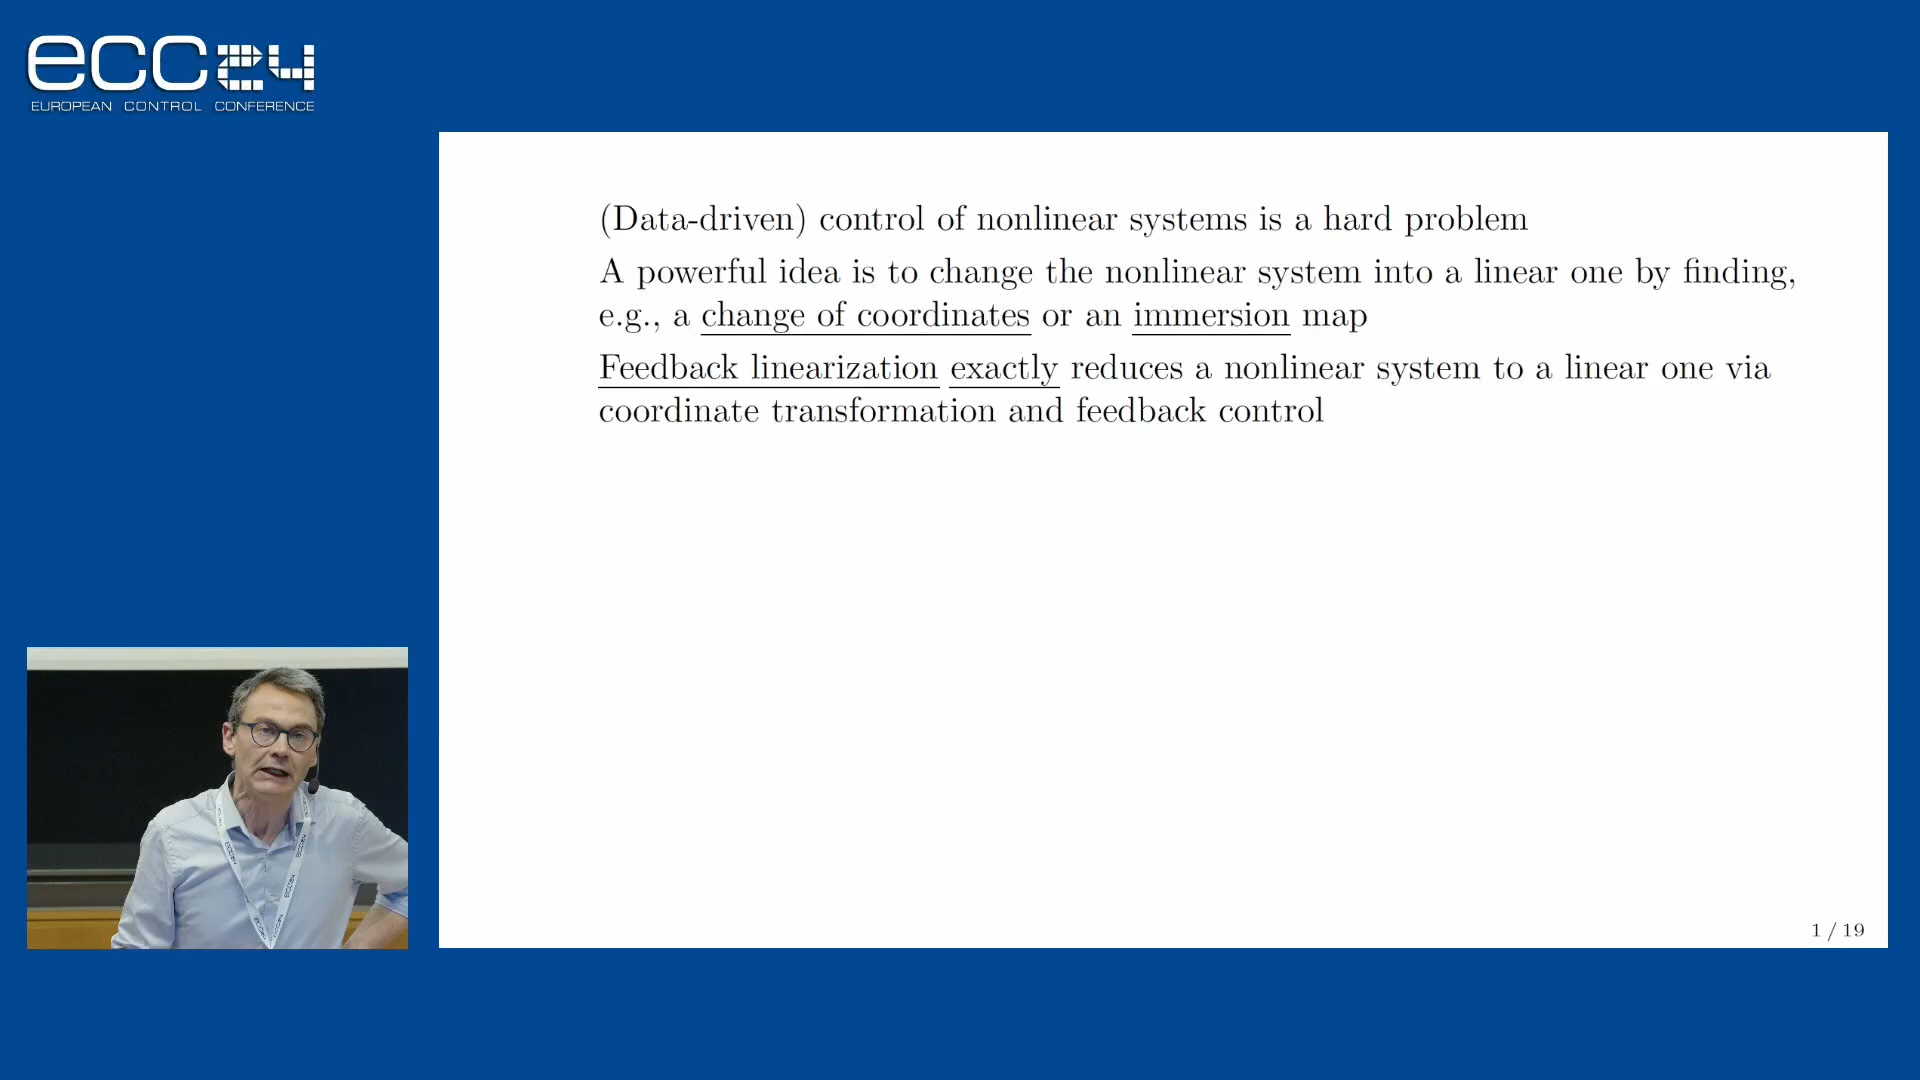 ecc24
EUROPEAN CONTROL CONFERENCE
(Data-driven) control of nonlinear systems is a hard problem
A powerful idea is to change the nonlinear system into a linear one by finding,
e.g., a change of coordinates or an immersion map
Feedback linearization exactly reduces a nonlinear system to a linear one via
coordinate transformation and feedback control
1 / 19